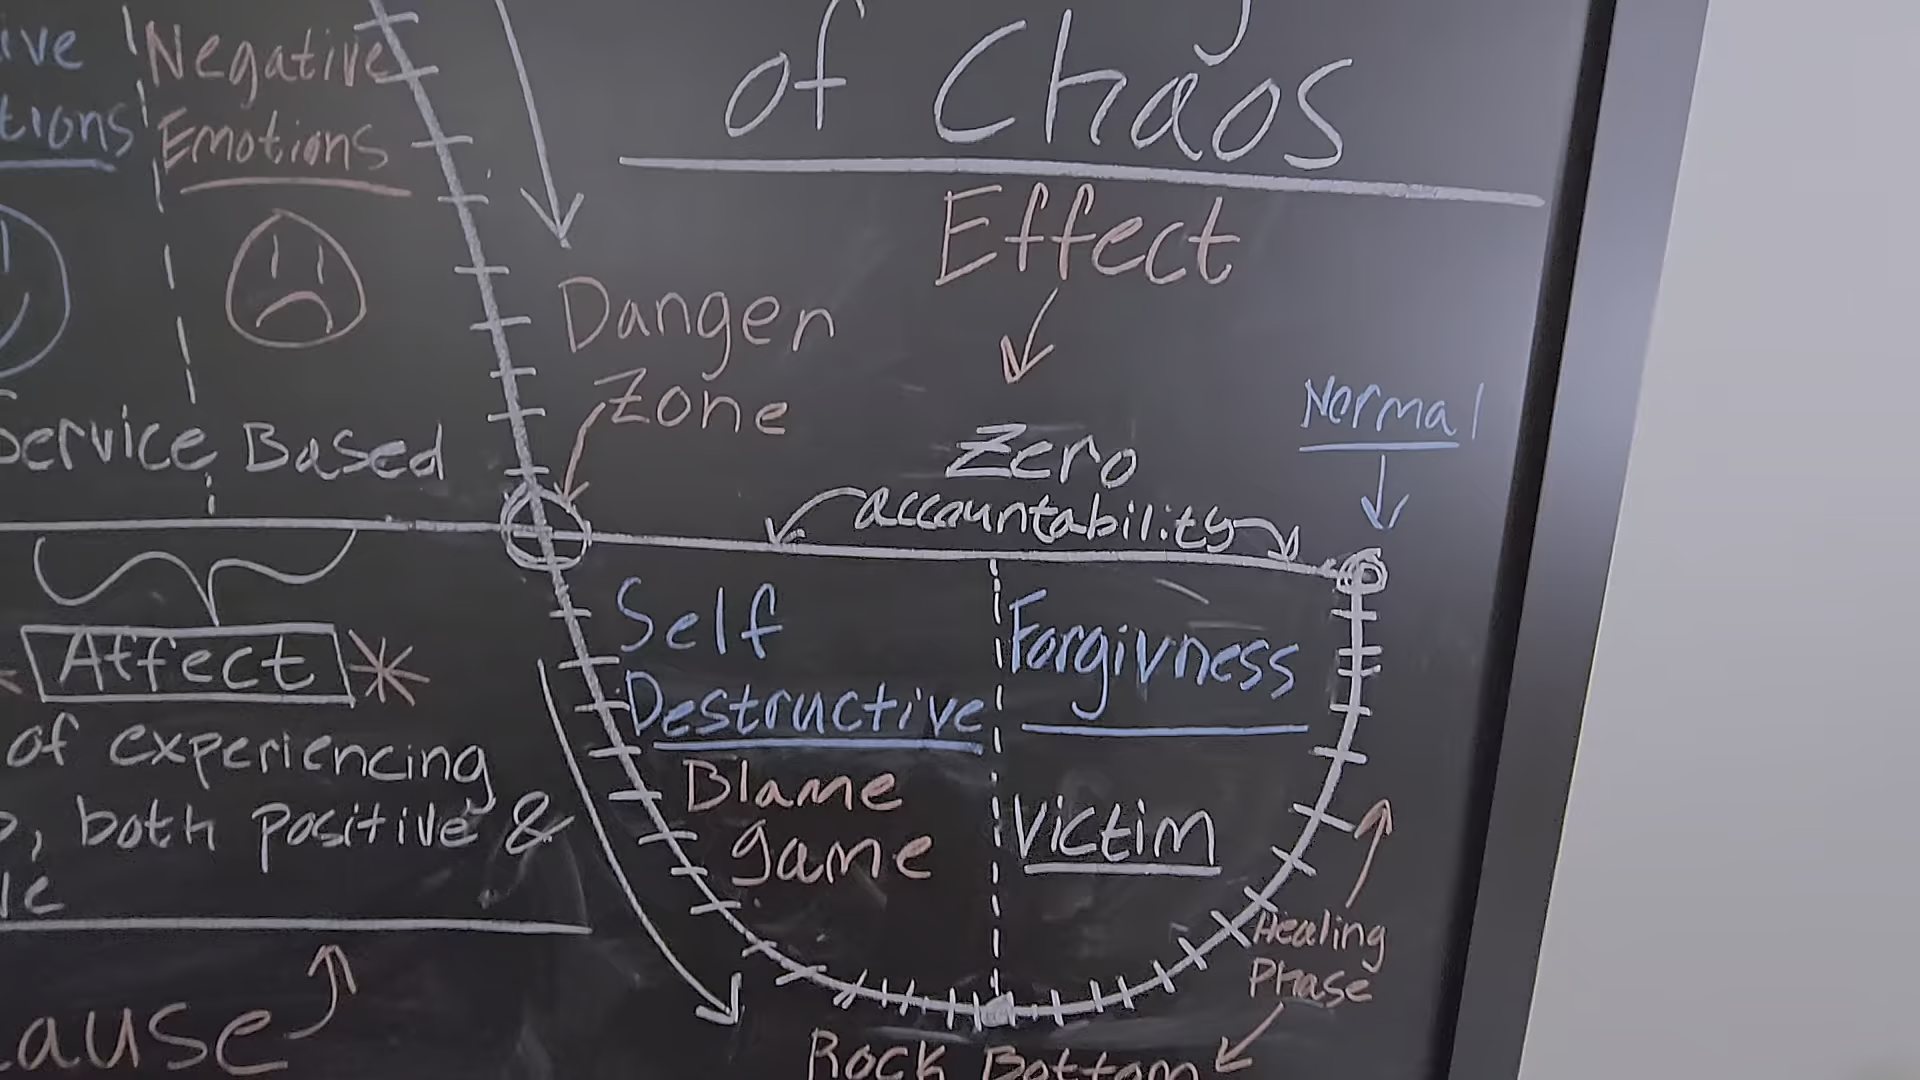 of Chaos
Negative
Emotions
Effect
Danger
Zone
Normal
Service Based
Zero
accountability
Self
Destructive
Forgivness
Affect
of experiencing
both positive &
Blame
game
Victim
Healing
Phase
Rock Bottom